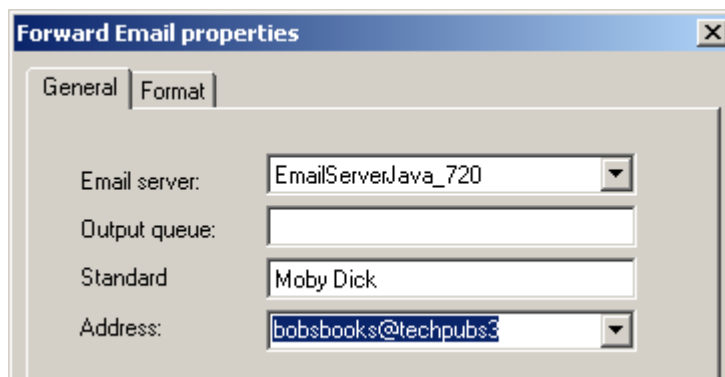 Forward Email properties
General Format
Email server: EmailServerJava_720
Output queue:
Standard Moby Dick
Address: bobsbooks@techpubs3